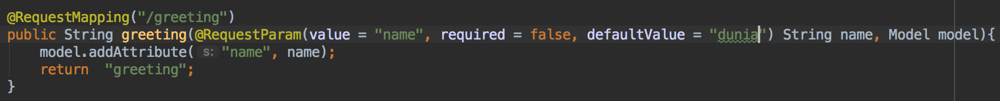 @RequestMapping("/greeting")
public String greeting(@RequestParam(value = "name", required = false, defaultValue = "dunia") String name, Model model){
    model.addAttribute( s: "name", name);
    return  "greeting";
}